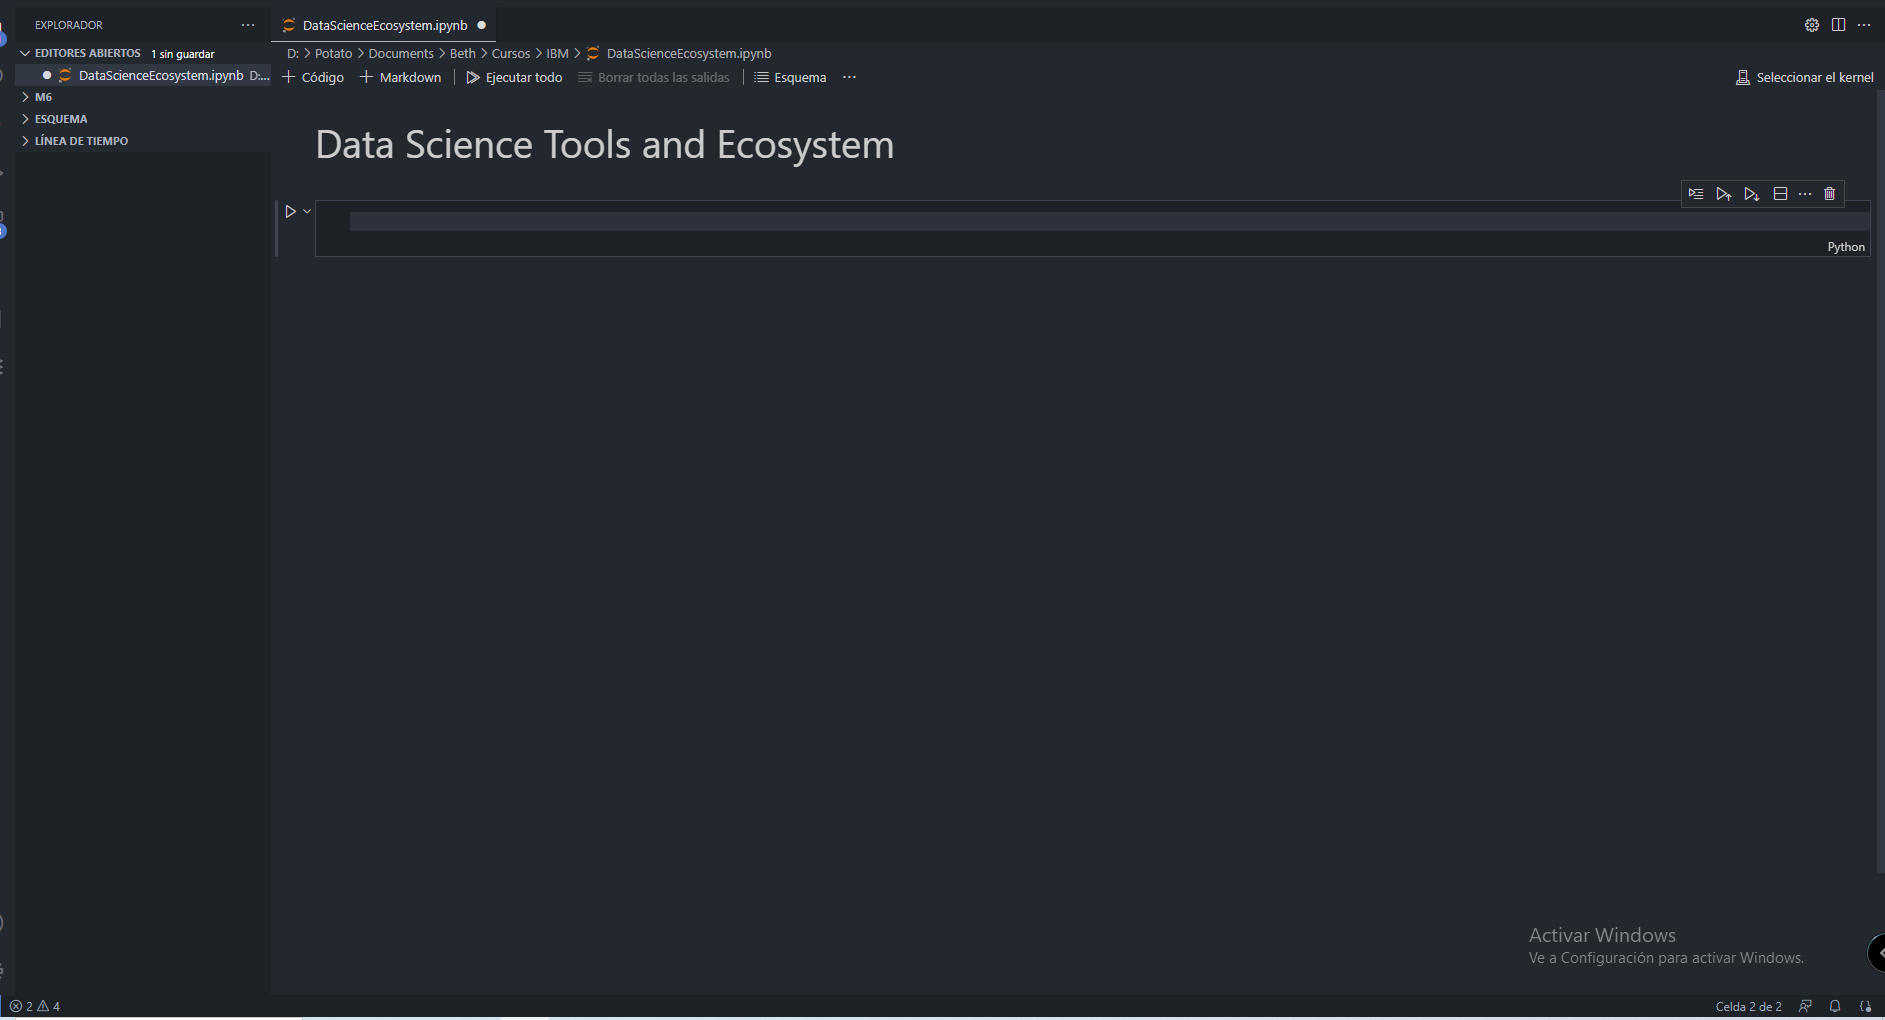 EXPLORADOR
EDITORES ABIERTOS 1 sin guardar
DataScienceEcosystem.ipynb D:...
M6
ESQUEMA
LÍNEA DE TIEMPO
DataScienceEcosystem.ipynb
D: > Potato > Documents > Beth > Cursos > IBM > DataScienceEcosystem.ipynb
Código Markdown Ejecutar todo Borrar todas las salidas Esquema ... Seleccionar el kernel
Data Science Tools and Ecosystem
Python
Activar Windows
Ve a Configuración para activar Windows.
2 4 Celda 2 de 2